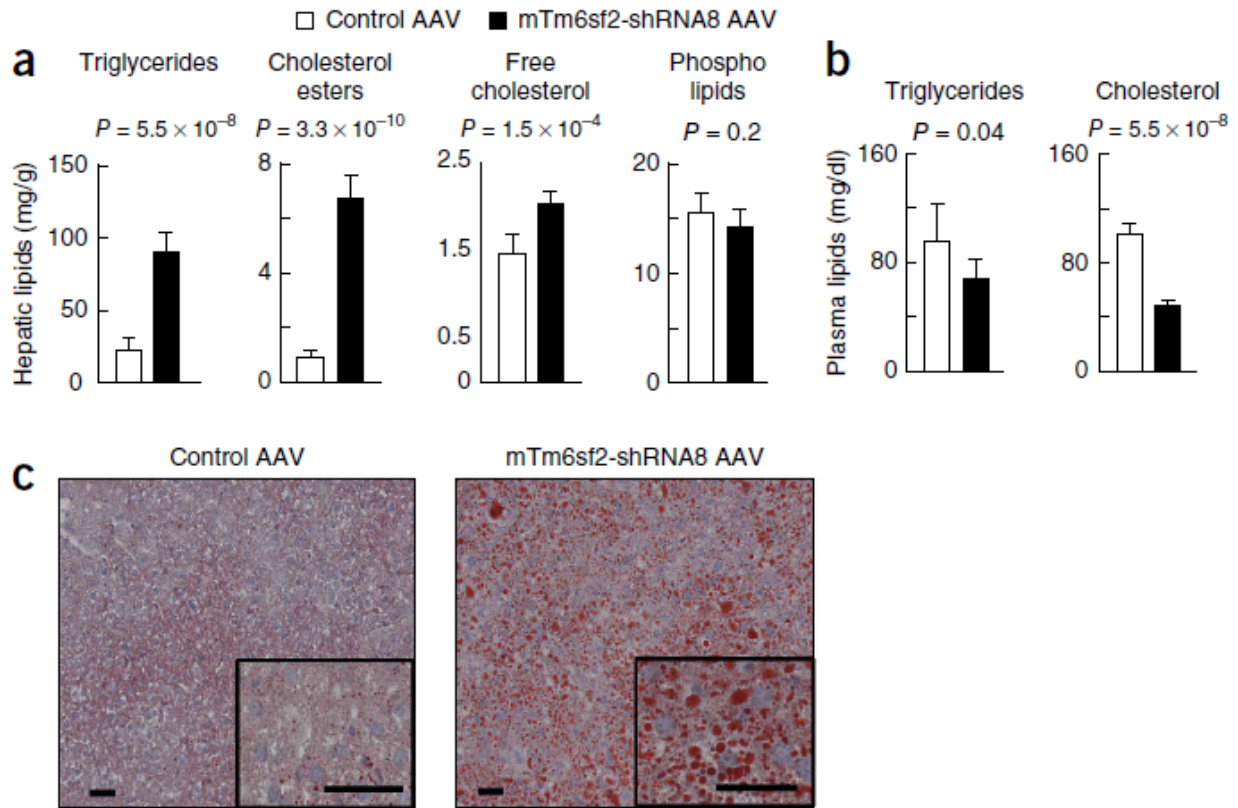 Control AAV mTm6sf2-shRNA8 AAV
a
Triglycerides
Cholesterol
esters
Free
cholesterol
Phospho
lipids
P = 5.5 × 10⁻⁸
P = 3.3 × 10⁻¹⁰
P = 1.5 × 10⁻⁴
P = 0.2
Hepatic lipids (mg/g)
150
100
50
0
8
4
0
2.5
1.5
0.5
0
20
10
0
b
Triglycerides
Cholesterol
P = 0.04
P = 5.5 × 10⁻⁸
Plasma lipids (mg/dl)
160
80
0
160
80
0
c
Control AAV
mTm6sf2-shRNA8 AAV